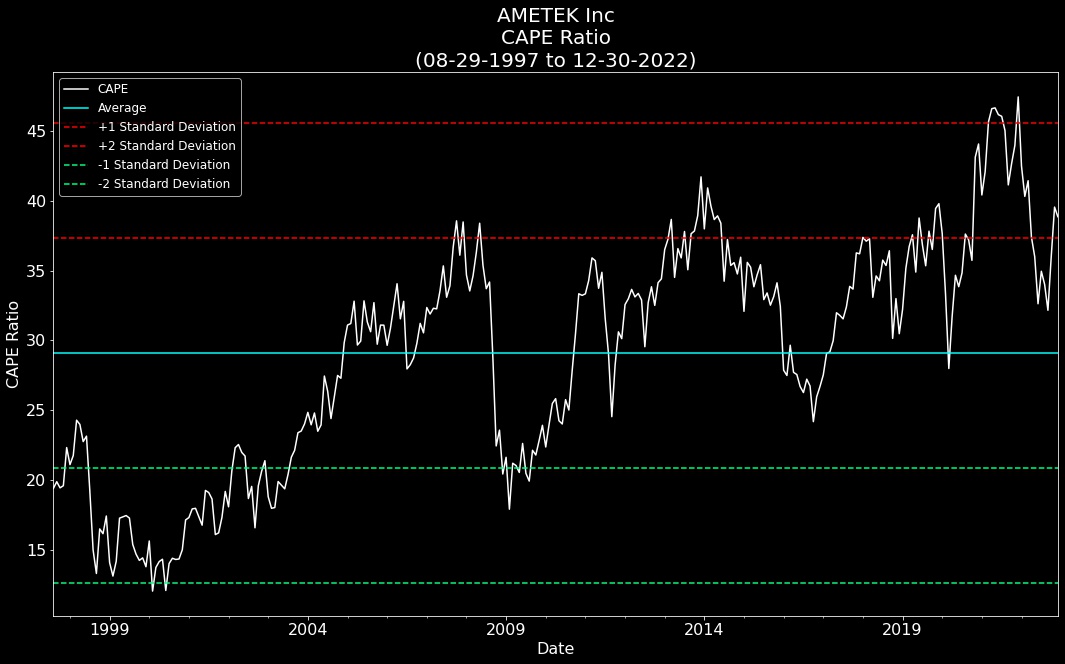 AMETEK Inc
CAPE Ratio
(08-29-1997 to 12-30-2022)
CAPE
Average
+1 Standard Deviation
+2 Standard Deviation
-1 Standard Deviation
-2 Standard Deviation
CAPE Ratio
45
40
35
30
25
20
15
1999
2004
2009
2014
2019
Date